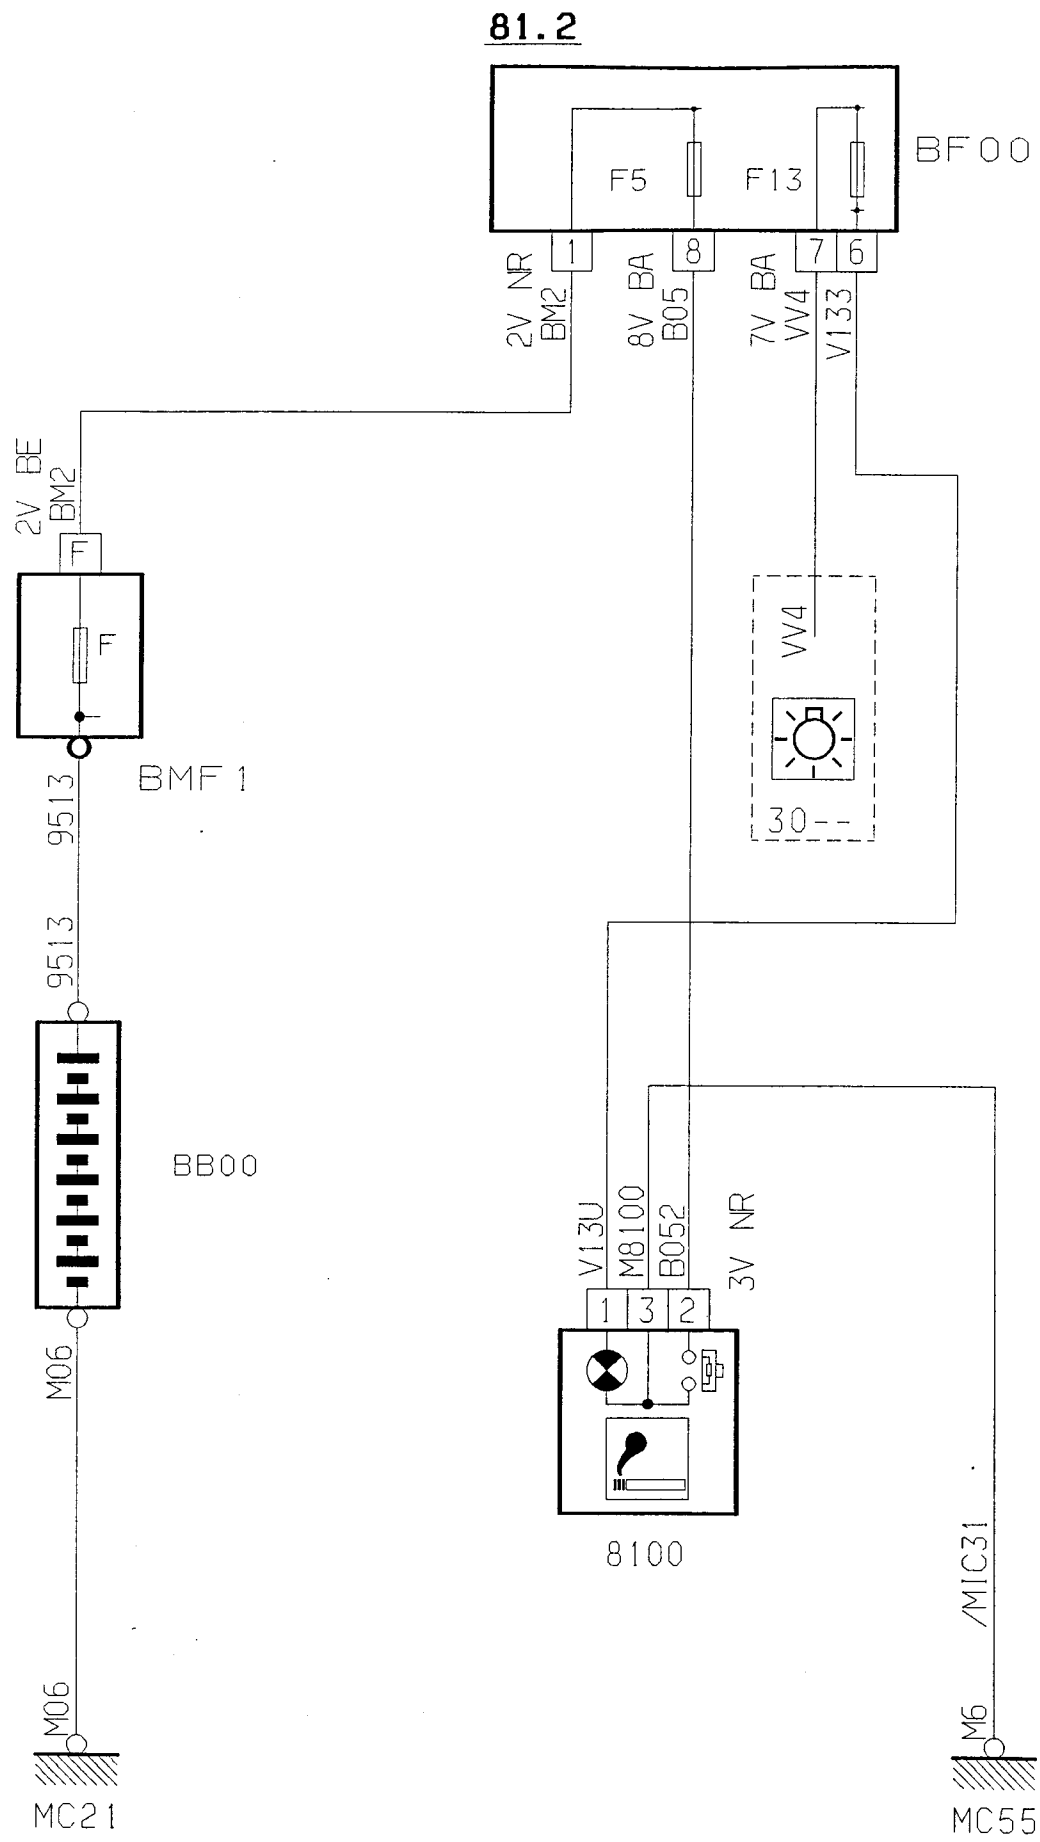 81.2
BF00
F5
F13
1
8
7
6
2V NR
BM2
8V BA
B05
7V BA
VV4
V133
2V BE
BM2
F
F
BMF1
VV4
30--
9513
9513
BB00
V13U
M8100
B052
3V NR
1
3
2
M06
8100
/MIC31
M06
M6
MC21
MC55